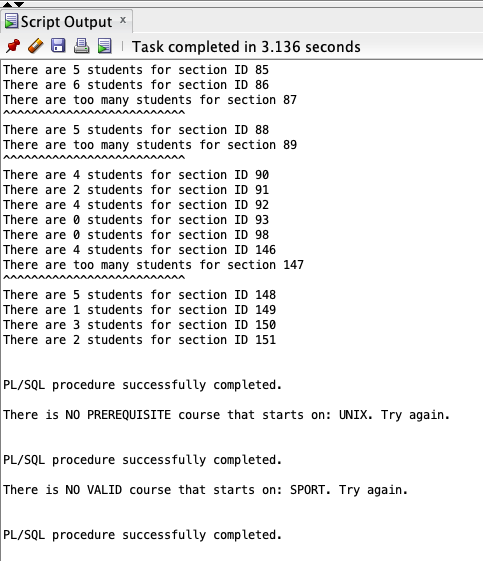 Script Output x
Task completed in 3.136 seconds
There are 5 students for section ID 85
There are 6 students for section ID 86
There are too many students for section 87
^^^^^^^^^^^^^^^^^^^^^^^^^^
There are 5 students for section ID 88
There are too many students for section 89
^^^^^^^^^^^^^^^^^^^^^^^^^^
There are 4 students for section ID 90
There are 2 students for section ID 91
There are 4 students for section ID 92
There are 0 students for section ID 93
There are 0 students for section ID 98
There are 4 students for section ID 146
There are too many students for section 147
^^^^^^^^^^^^^^^^^^^^^^^^^^
There are 5 students for section ID 148
There are 1 students for section ID 149
There are 3 students for section ID 150
There are 2 students for section ID 151
PL/SQL procedure successfully completed.
There is NO PREREQUISITE course that starts on: UNIX. Try again.
PL/SQL procedure successfully completed.
There is NO VALID course that starts on: SPORT. Try again.
PL/SQL procedure successfully completed.